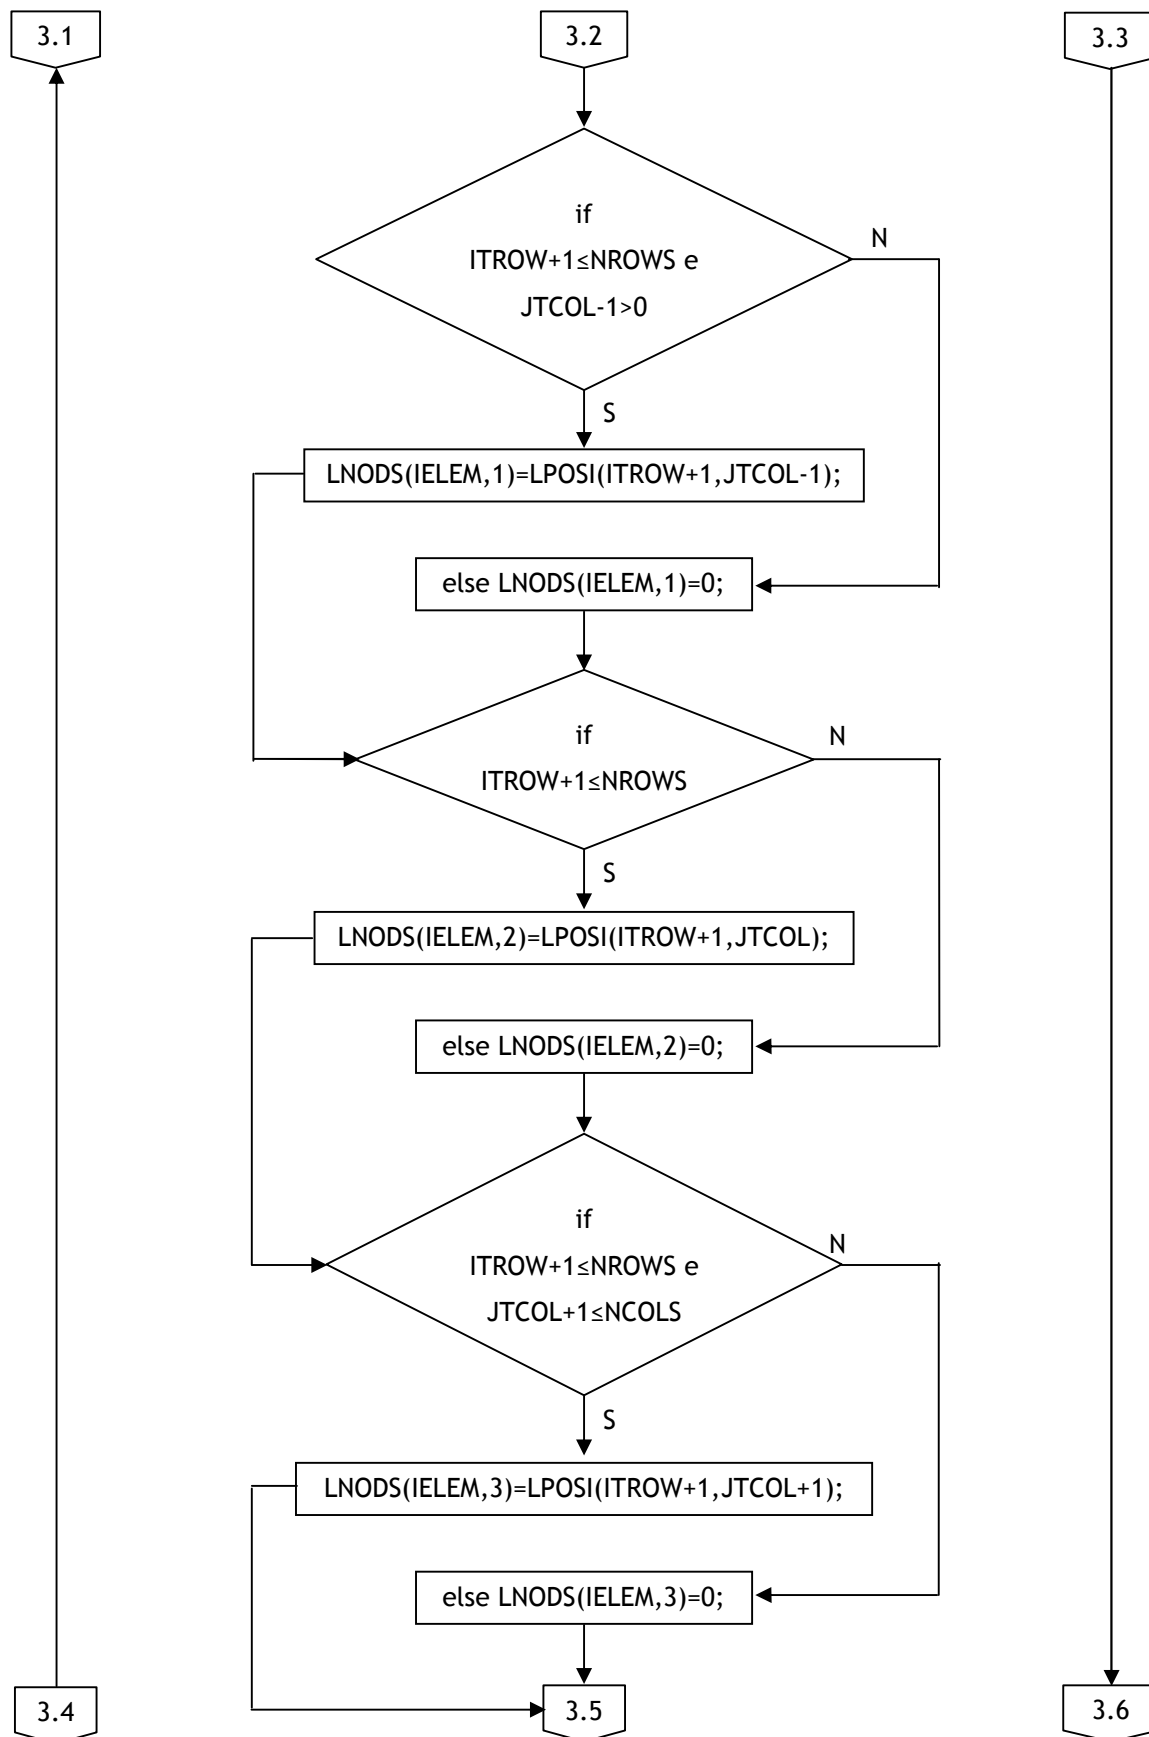 3.1
3.2
3.3
if
ITROW+1≤NROWS e
JTCOL-1>0
N
S
LNODS(IELEM,1)=LPOSI(ITROW+1,JTCOL-1);
else LNODS(IELEM,1)=0;
if
ITROW+1≤NROWS
N
S
LNODS(IELEM,2)=LPOSI(ITROW+1,JTCOL);
else LNODS(IELEM,2)=0;
if
ITROW+1≤NROWS e
JTCOL+1≤NCOLS
N
S
LNODS(IELEM,3)=LPOSI(ITROW+1,JTCOL+1);
else LNODS(IELEM,3)=0;
3.4
3.5
3.6